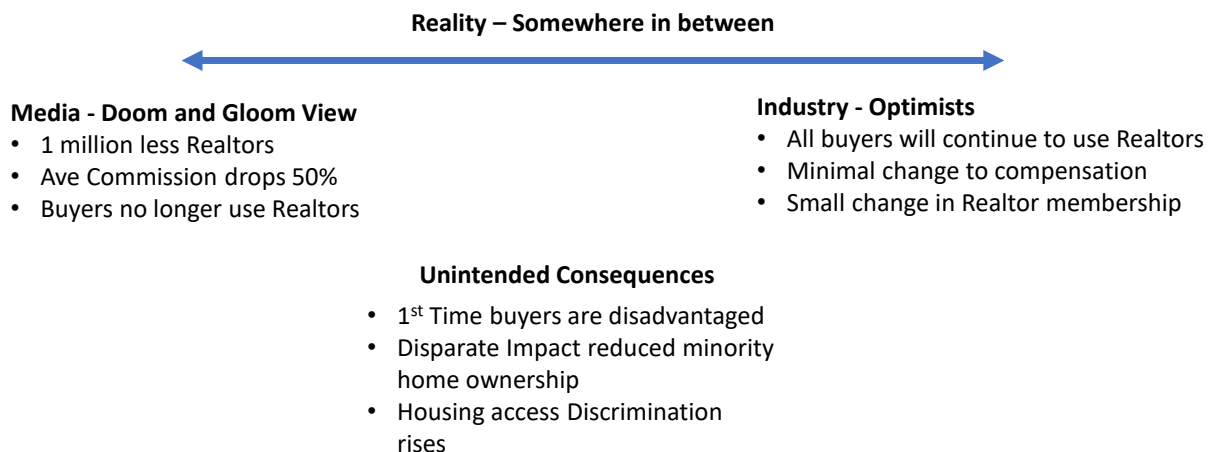 Reality – Somewhere in between
Media - Doom and Gloom View
• 1 million less Realtors
• Ave Commission drops 50%
• Buyers no longer use Realtors
Industry - Optimists
• All buyers will continue to use Realtors
• Minimal change to compensation
• Small change in Realtor membership
Unintended Consequences
• 1st Time buyers are disadvantaged
• Disparate Impact reduced minority
home ownership
• Housing access Discrimination
rises